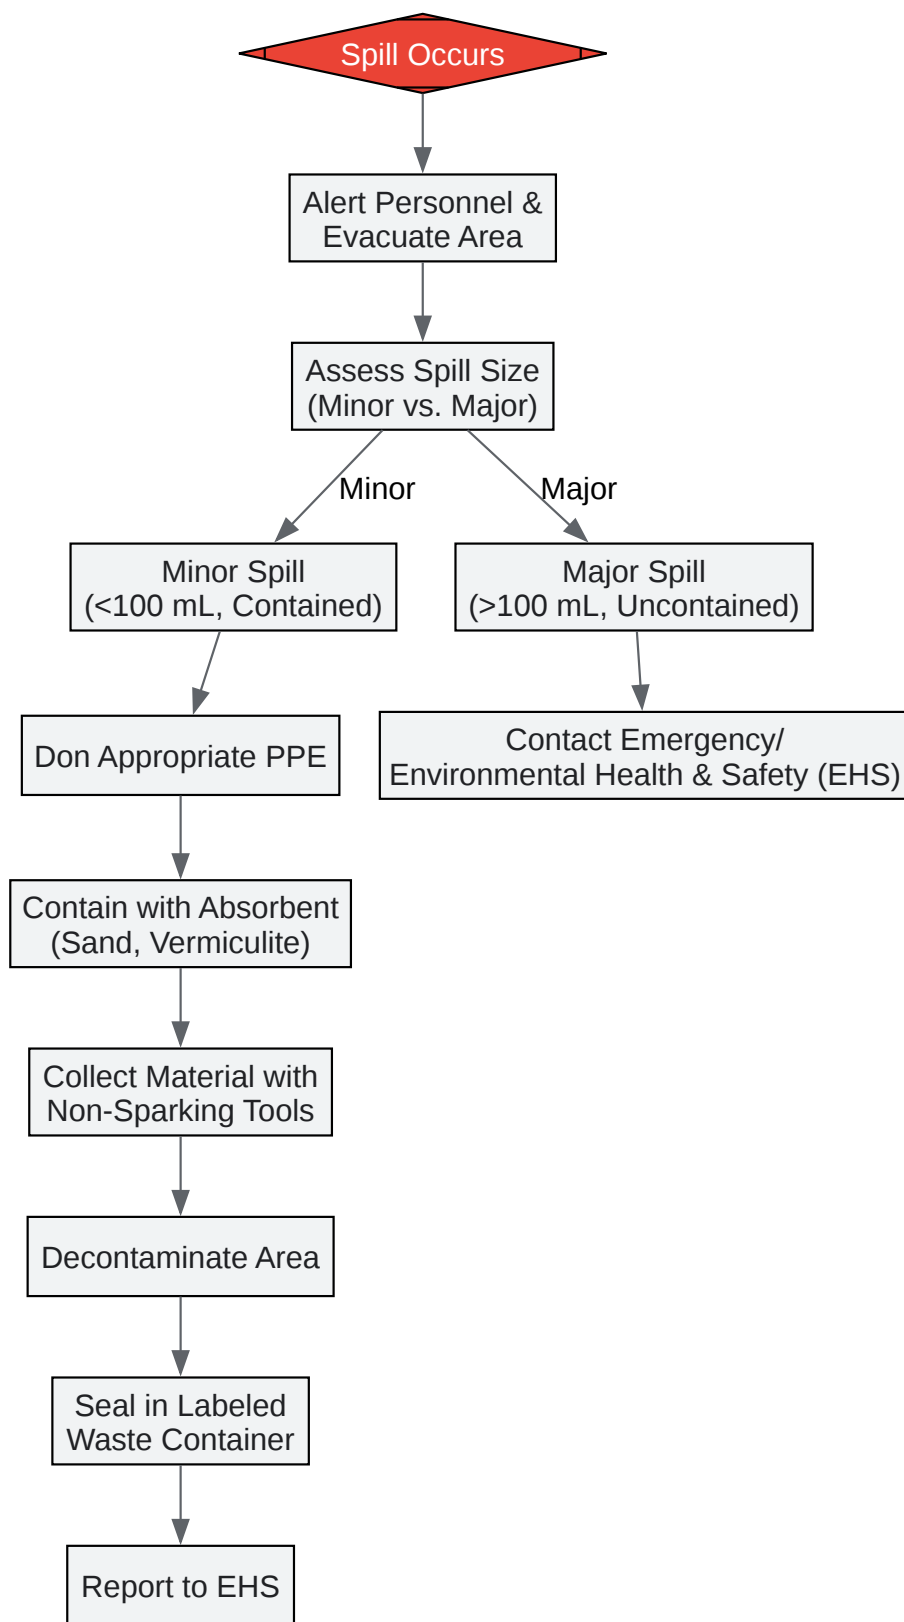 Spill Occurs
Alert Personnel &
Evacuate Area
Assess Spill Size
(Minor vs. Major)
Minor
Major
Minor Spill
(<100 mL, Contained)
Major Spill
(>100 mL, Uncontained)
Don Appropriate PPE
Contact Emergency/
Environmental Health & Safety (EHS)
Contain with Absorbent
(Sand, Vermiculite)
Collect Material with
Non-Sparking Tools
Decontaminate Area
Seal in Labeled
Waste Container
Report to EHS